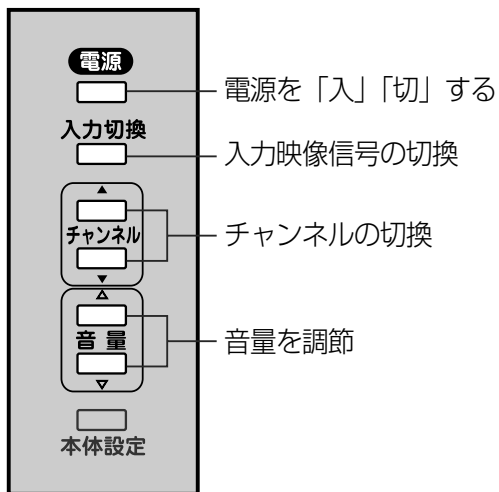 電源
電源を「入」「切」する
入力切換
入力映像信号の切換
▲
チャンネル
▼
チャンネルの切換
△
音量
▽
音量を調節
本体設定